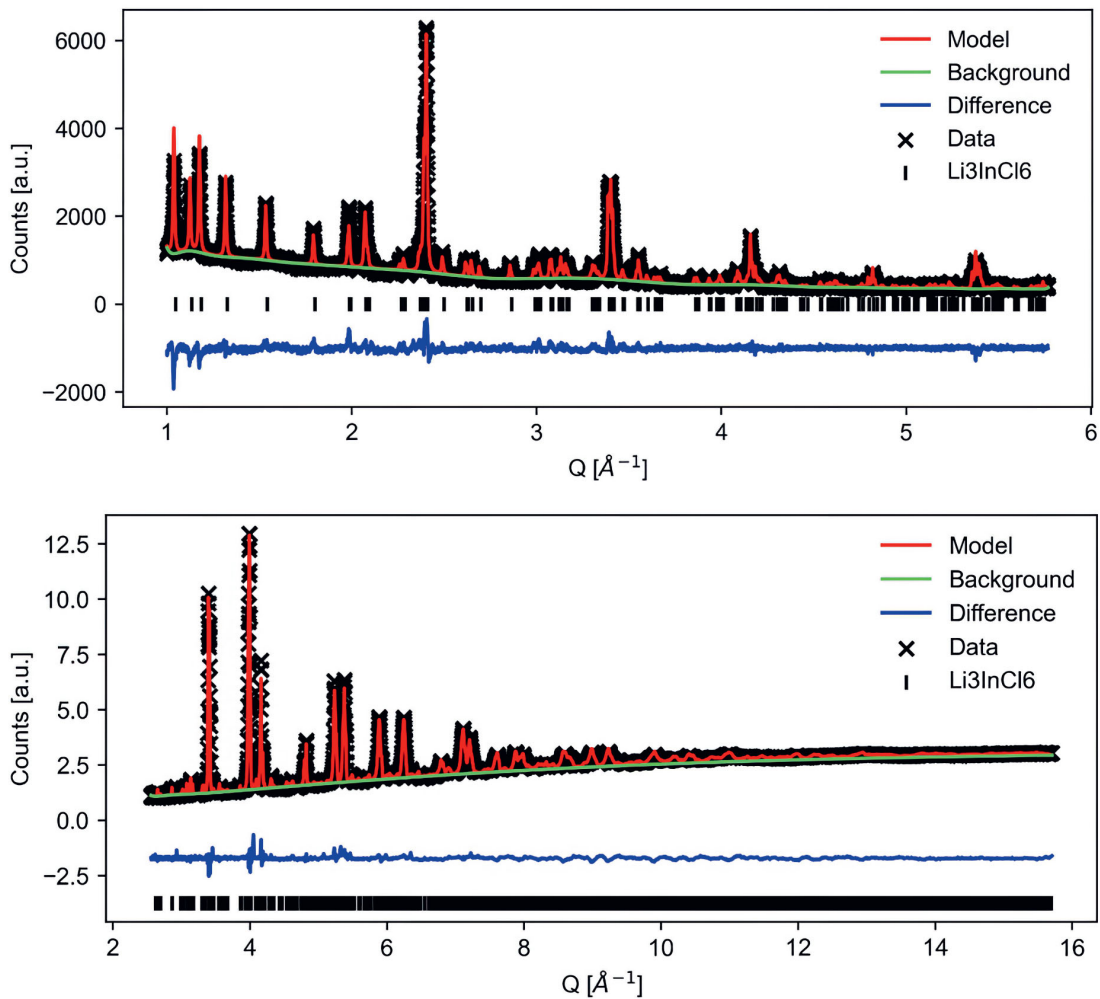 6000
4000
2000
0
−2000
Counts [a.u.]
Model
Background
Difference
Data
Li3InCl6
1
2
3
4
5
6
Q [Å⁻¹]
12.5
10.0
7.5
5.0
2.5
0.0
−2.5
Counts [a.u.]
Model
Background
Difference
Data
Li3InCl6
2
4
6
8
10
12
14
16
Q [Å⁻¹]